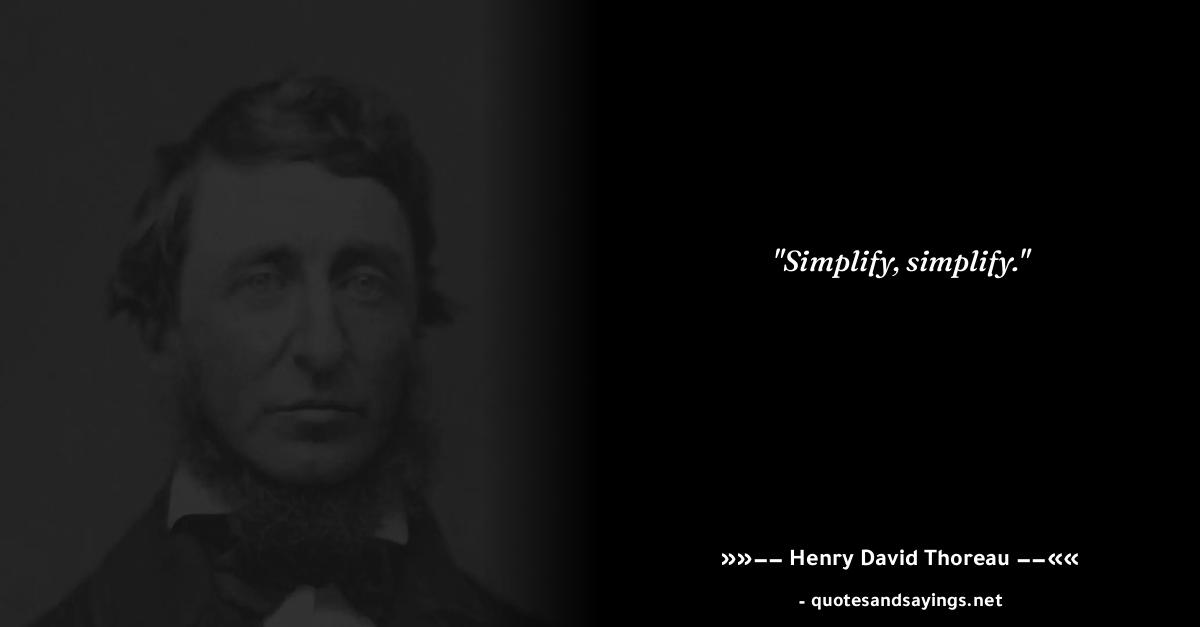 "Simplify, simplify."
»»–– Henry David Thoreau ––««
- quotesandsayings.net